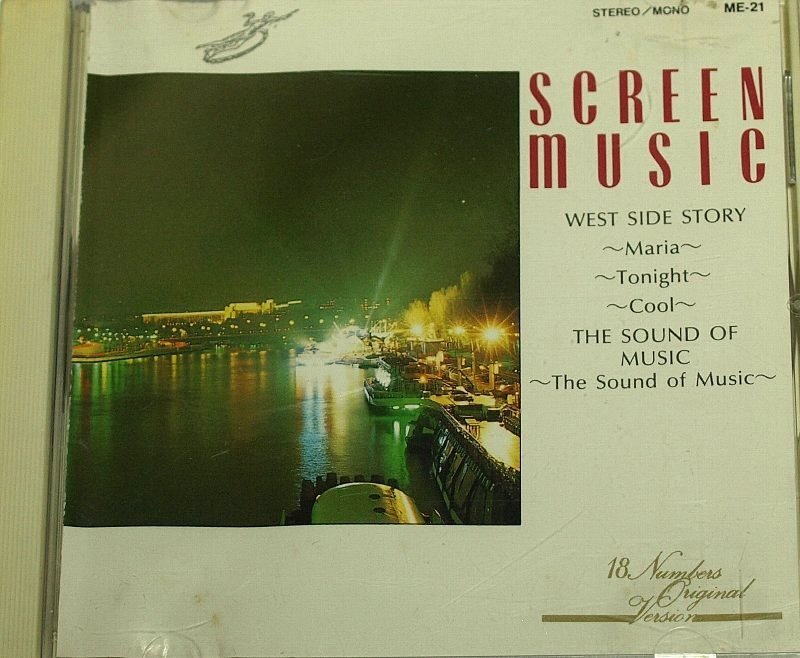 STEREO/MONO ME-21
SCREEN
MUSIC
WEST SIDE STORY
~Maria~
~Tonight~
~Cool~
THE SOUND OF
MUSIC
~The Sound of Music~
18 Numbers
Original
Version